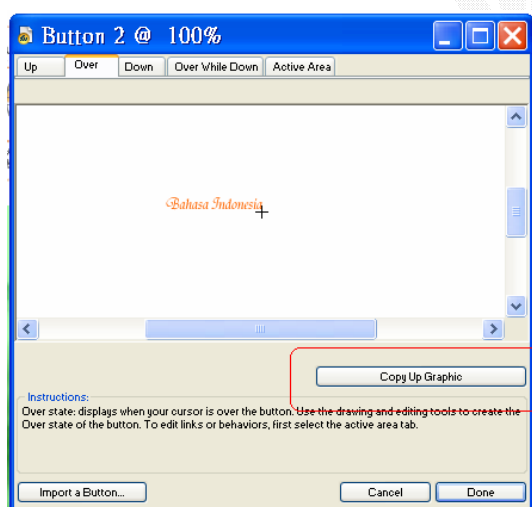 Button 2 @ 100%
Up Over Down Over While Down Active Area
Bahasa Indonesia
Copy Up Graphic
Instructions:
Over state: displays when your cursor is over the button. Use the drawing and editing tools to create the
Over state of the button. To edit links or behaviors, first select the active area tab.
Import a Button... Cancel Done